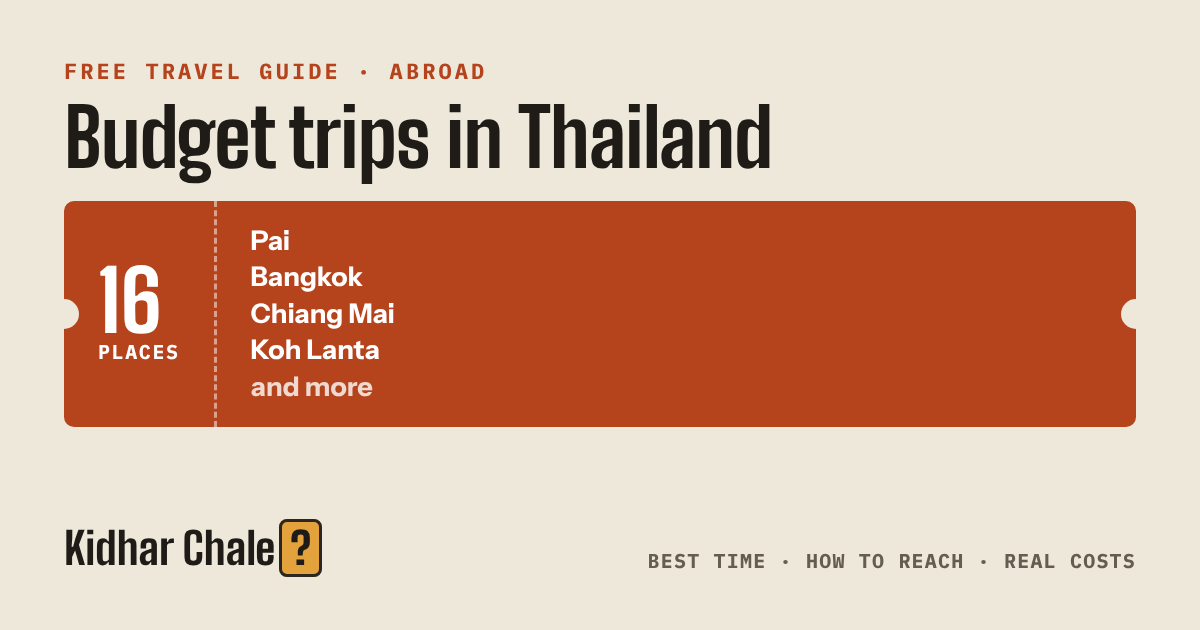 FREE TRAVEL GUIDE · ABROAD
Budget trips in Thailand
16
PLACES
Pai
Bangkok
Chiang Mai
Koh Lanta
and more
Kidhar Chale?
BEST TIME · HOW TO REACH · REAL COSTS